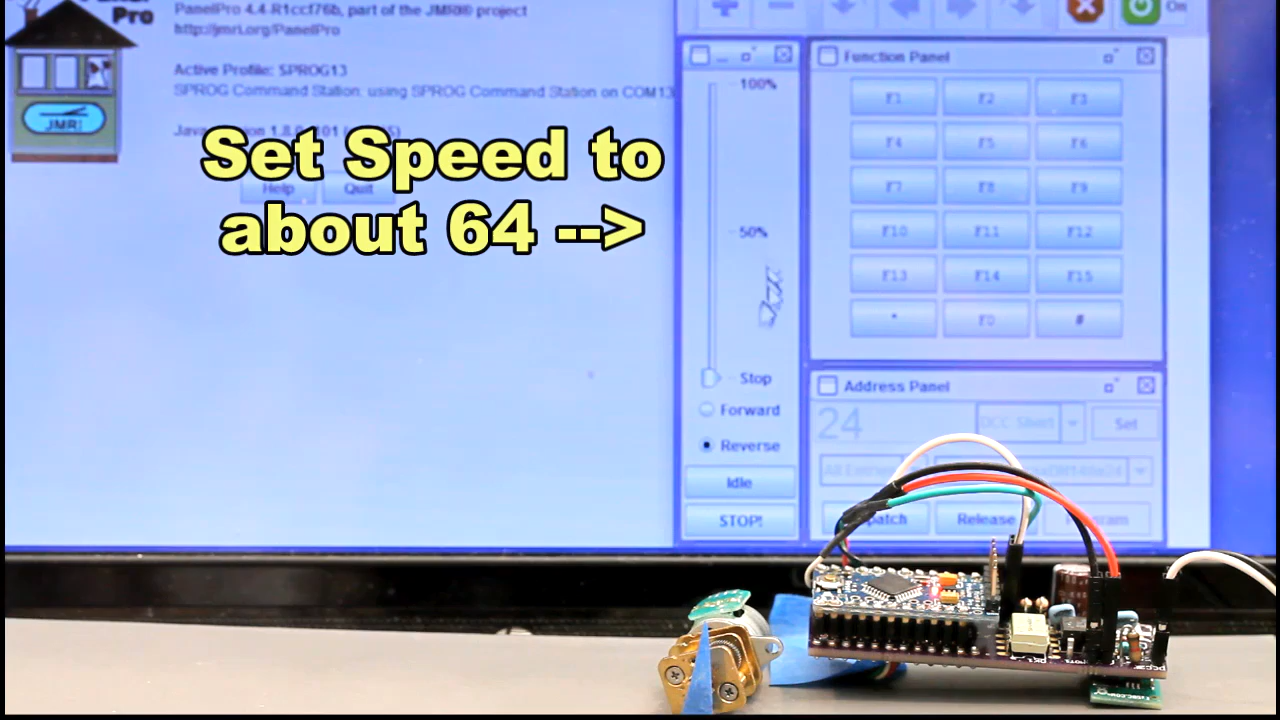 Pro
PanelPro 4.4-R1ccf76b, part of the JMRI® project
http://jmri.org/PanelPro
Active Profile: SPROG13
SPROG Command Station: using SPROG Command Station on COM13
JMRI
Set Speed to
about 64 -->
Help Quit
On
...
100%
50%
Stop
Forward
Reverse
Idle
STOP!
Function Panel
F1 F2 F3
F4 F5 F6
F7 F8 F9
F10 F11 F12
F13 F14 F15
* F0 #
Address Panel
24 DCC Short Set
Release